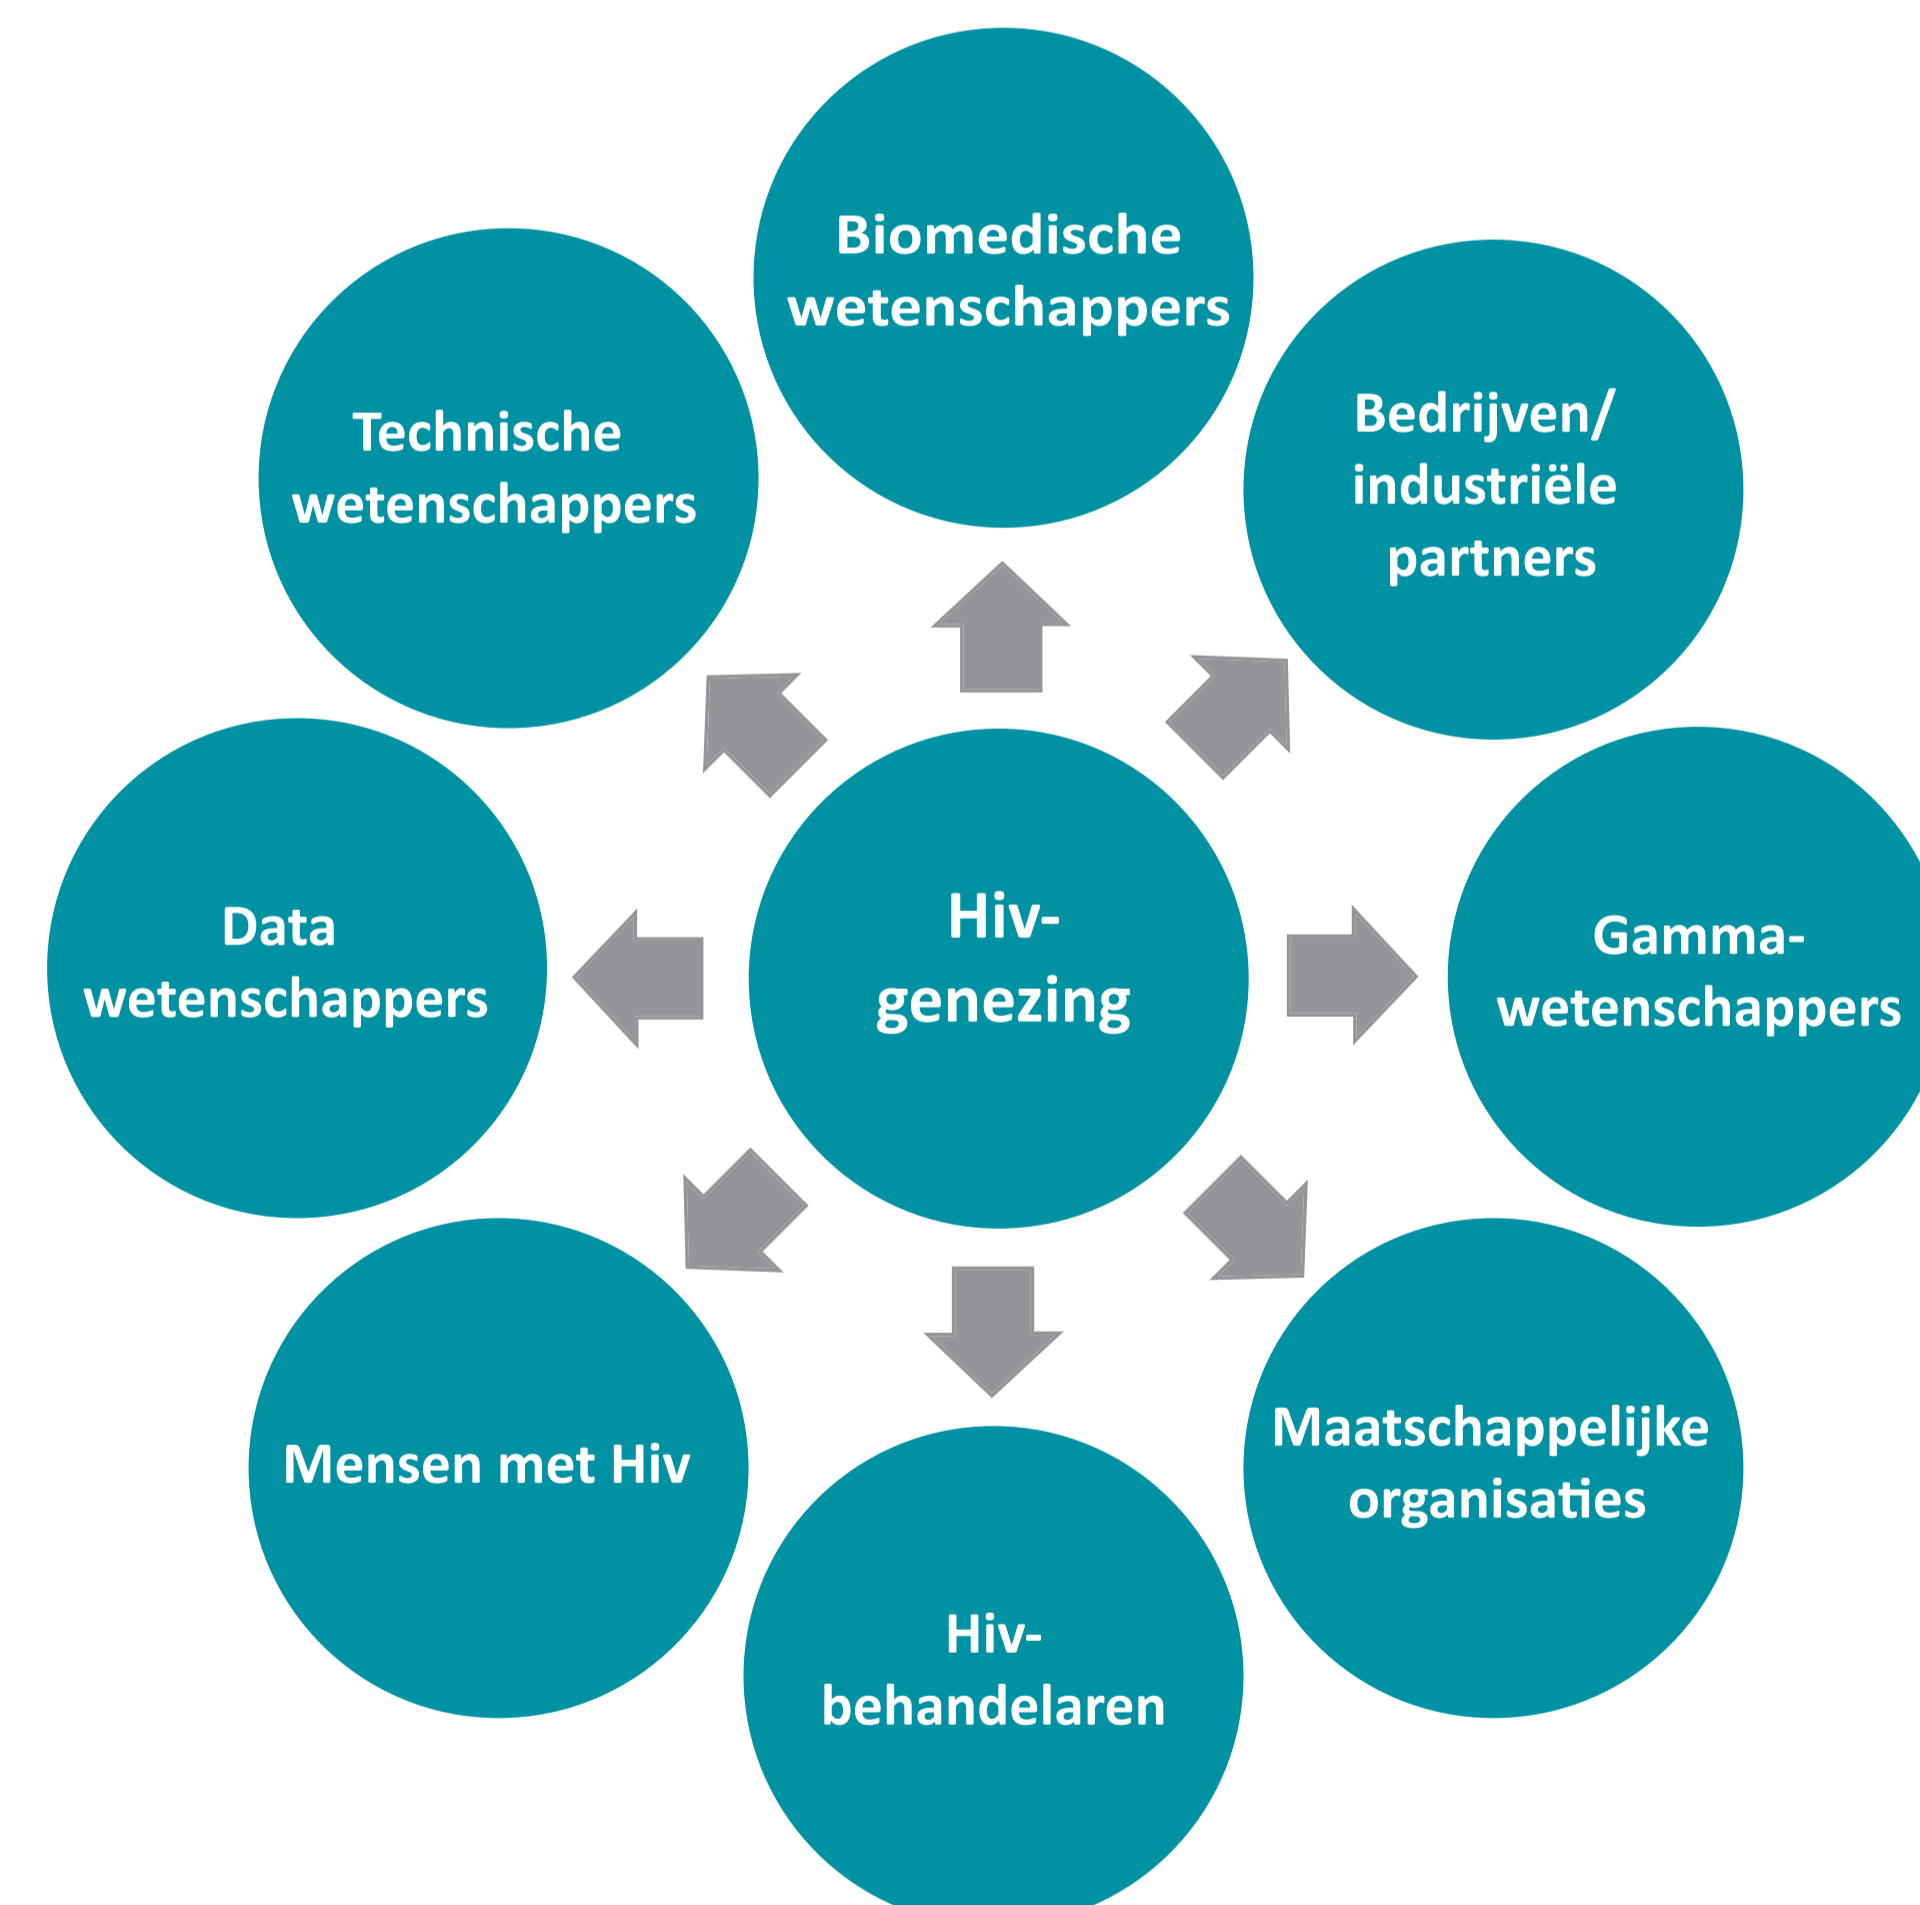 Biomedische
wetenschappers
Technische
wetenschappers
Bedrijven/
industriële
partners
Data
wetenschappers
Hiv-
genezing
Gamma-
wetenschappers
Mensen met Hiv
Maatschappelijke
organisaties
Hiv-
behandelaren